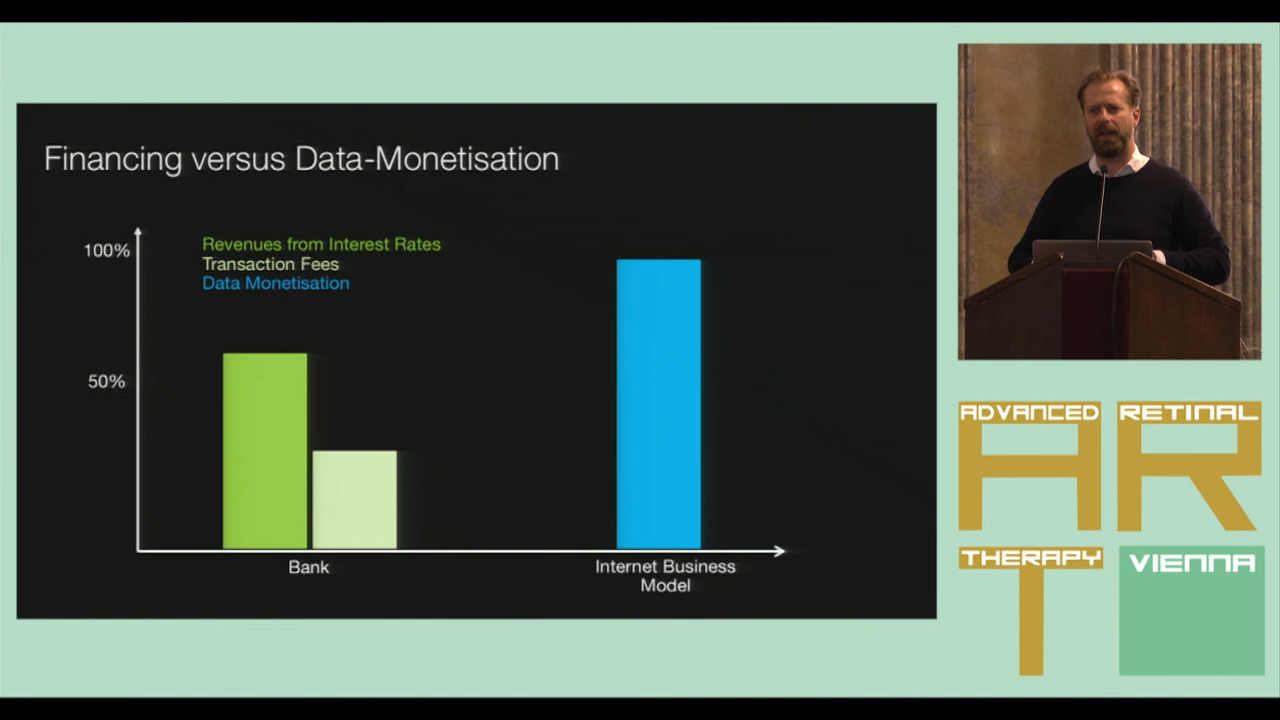 Financing versus Data-Monetisation
100%
Revenues from Interest Rates
Transaction Fees
Data Monetisation
50%
Bank
Internet Business
Model
ADVANCED
RETINAL
A R
THERAPY
VIENNA
T